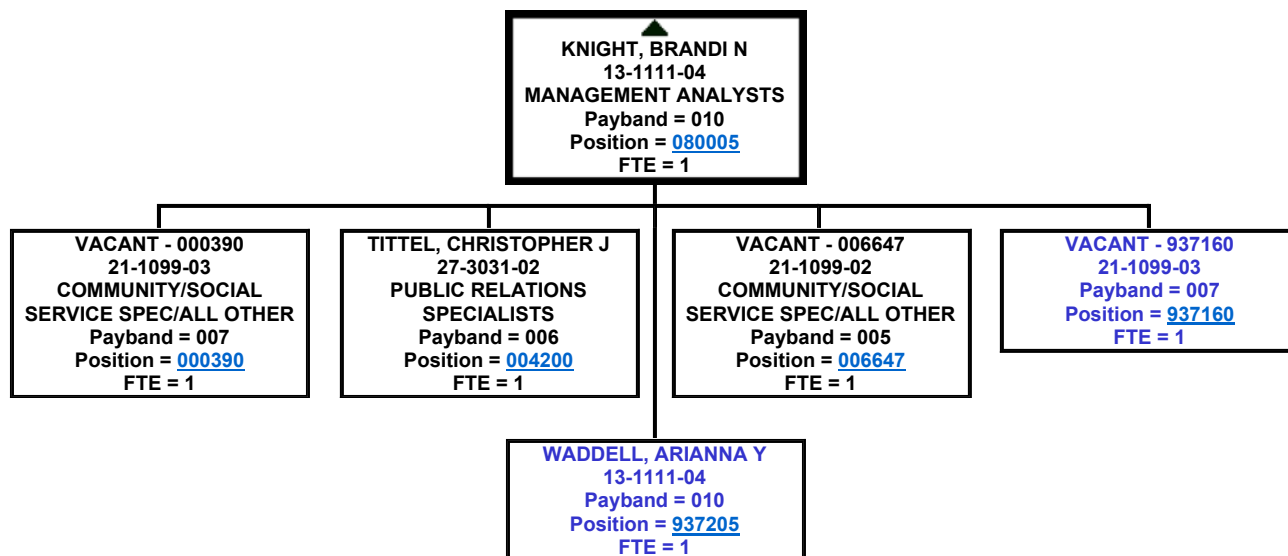 KNIGHT, BRANDI N
13-1111-04
MANAGEMENT ANALYSTS
Payband = 010
Position = 080005
FTE = 1
VACANT - 000390
21-1099-03
COMMUNITY/SOCIAL
SERVICE SPEC/ALL OTHER
Payband = 007
Position = 000390
FTE = 1
TITTEL, CHRISTOPHER J
27-3031-02
PUBLIC RELATIONS
SPECIALISTS
Payband = 006
Position = 004200
FTE = 1
VACANT - 006647
21-1099-02
COMMUNITY/SOCIAL
SERVICE SPEC/ALL OTHER
Payband = 005
Position = 006647
FTE = 1
VACANT - 937160
21-1099-03
Payband = 007
Position = 937160
FTE = 1
WADDELL, ARIANNA Y
13-1111-04
Payband = 010
Position = 937205
FTE = 1